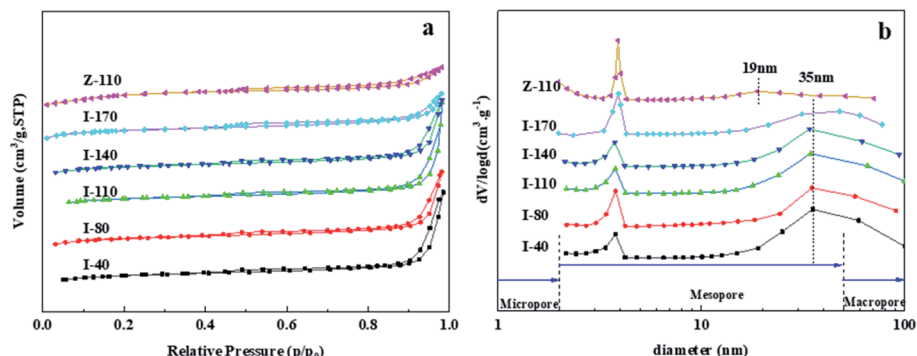 a
Volume (cm³/g,STP)
Z-110
I-170
I-140
I-110
I-80
I-40
0.0 0.2 0.4 0.6 0.8 1.0
Relative Pressure (p/p₀)
b
dV/logd(cm³·g⁻¹)
19nm
35nm
Z-110
I-170
I-140
I-110
I-80
I-40
Micropore
Mesopore
Macropore
1 10 100
diameter (nm)